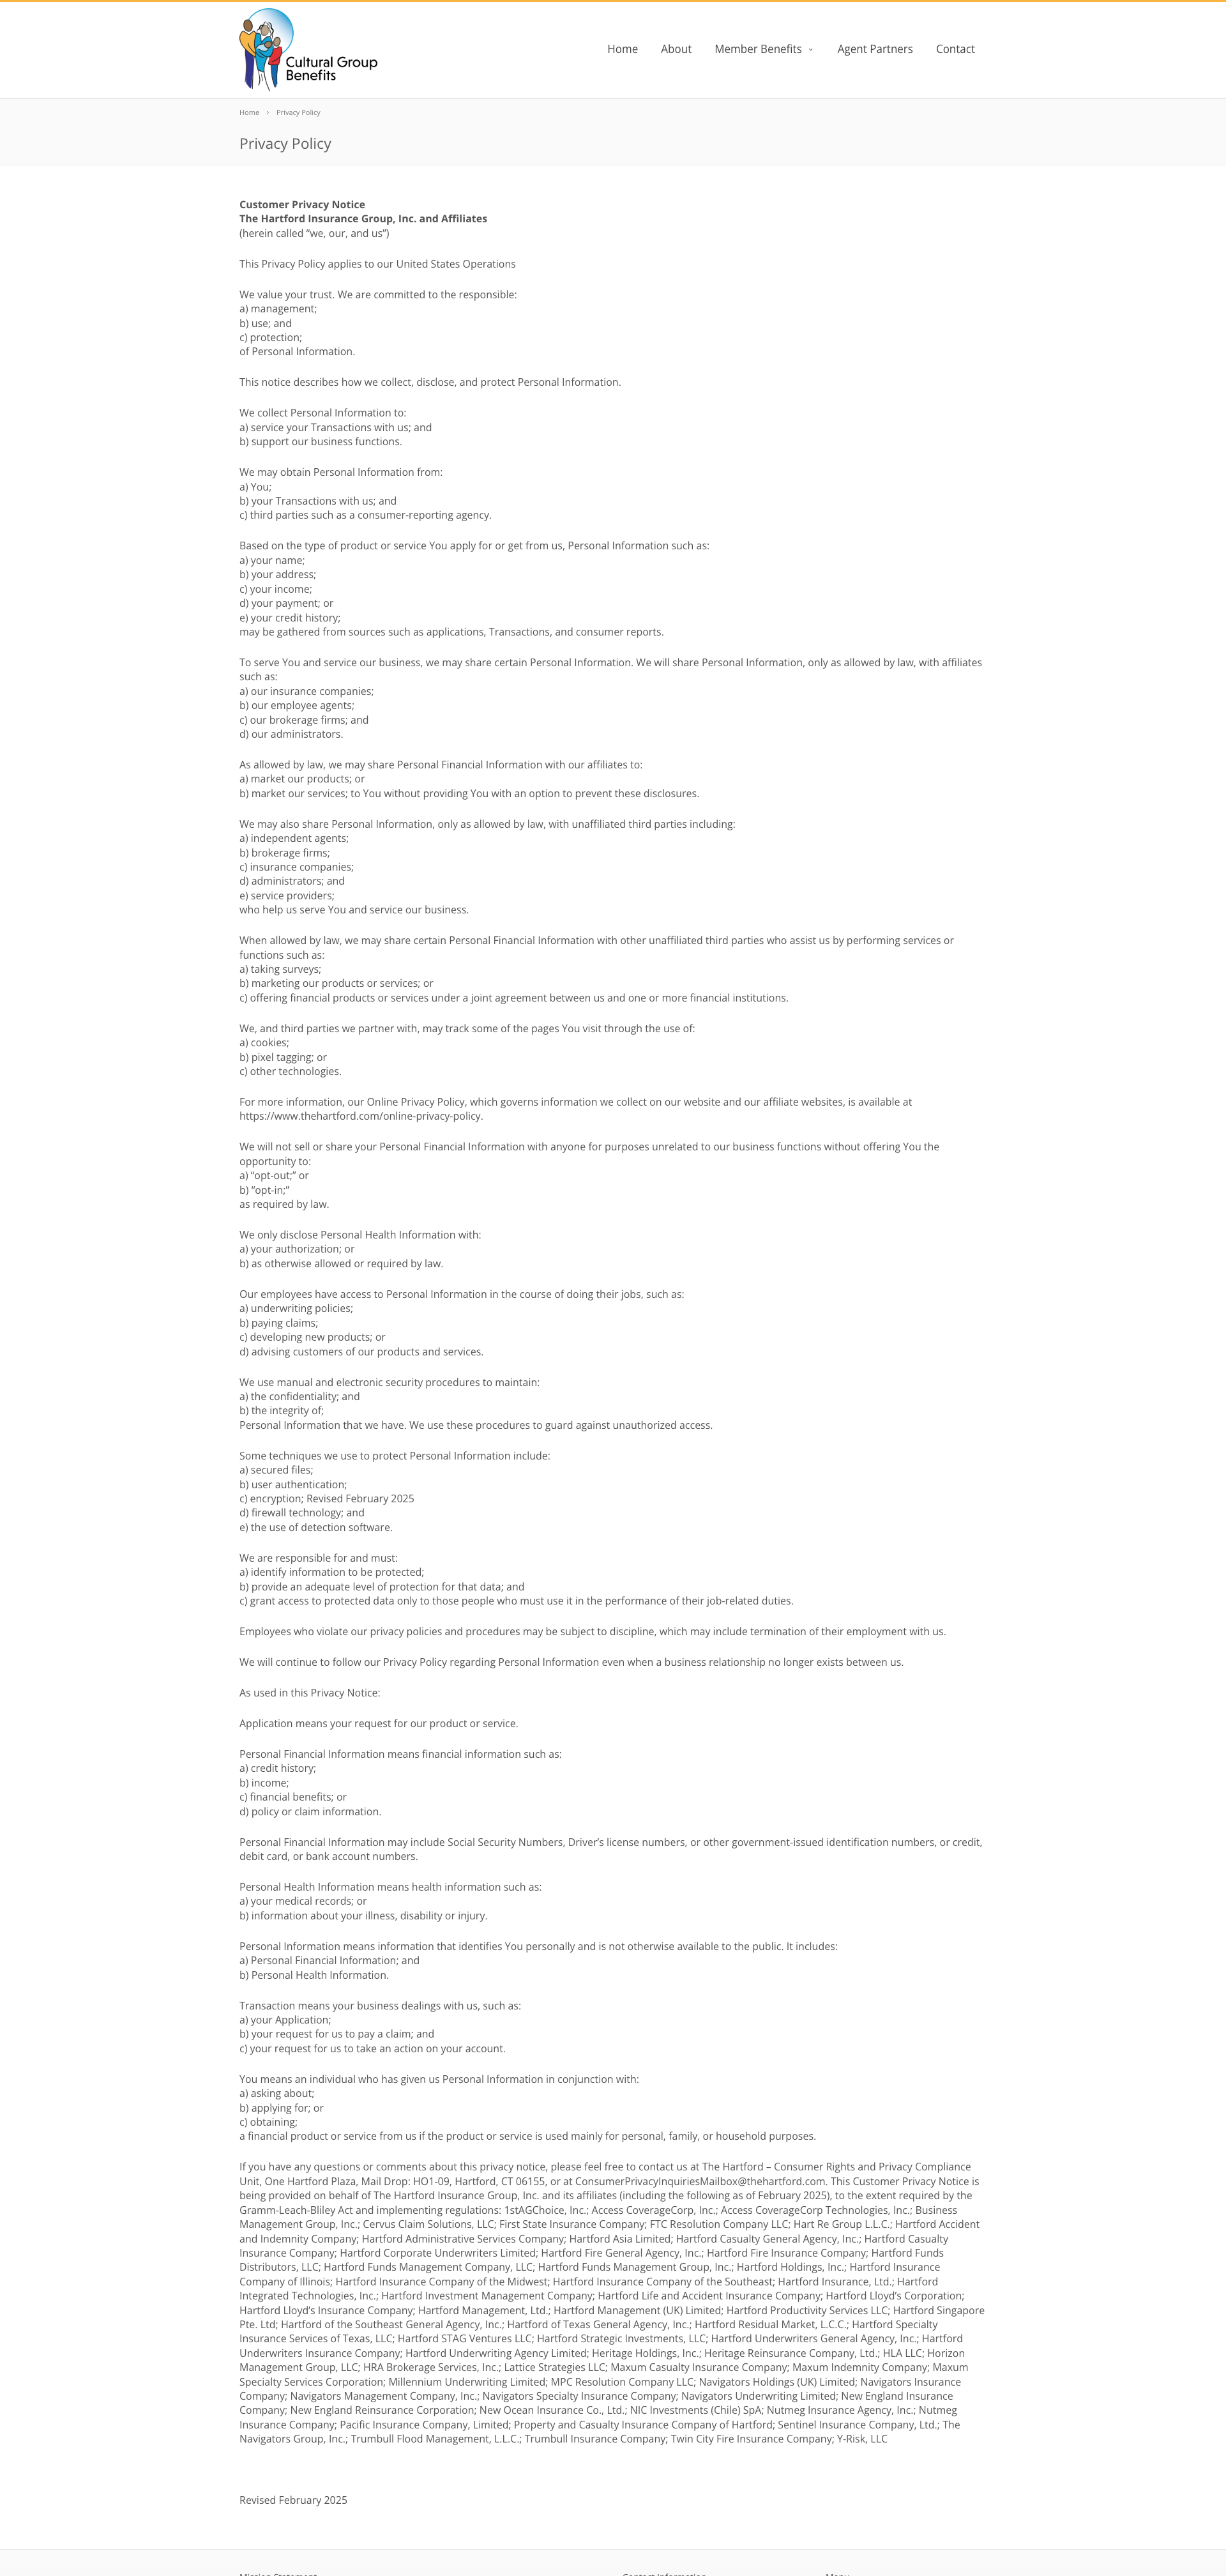 Cultural Group
Benefits
Home About Member Benefits Agent Partners Contact
Home › Privacy Policy
Privacy Policy
Customer Privacy Notice
The Hartford Insurance Group, Inc. and Affiliates
(herein called “we, our, and us”)
This Privacy Policy applies to our United States Operations
We value your trust. We are committed to the responsible:
a) management;
b) use; and
c) protection;
of Personal Information.
This notice describes how we collect, disclose, and protect Personal Information.
We collect Personal Information to:
a) service your Transactions with us; and
b) support our business functions.
We may obtain Personal Information from:
a) You;
b) your Transactions with us; and
c) third parties such as a consumer-reporting agency.
Based on the type of product or service You apply for or get from us, Personal Information such as:
a) your name;
b) your address;
c) your income;
d) your payment; or
e) your credit history;
may be gathered from sources such as applications, Transactions, and consumer reports.
To serve You and service our business, we may share certain Personal Information. We will share Personal Information, only as allowed by law, with affiliates
such as:
a) our insurance companies;
b) our employee agents;
c) our brokerage firms; and
d) our administrators.
As allowed by law, we may share Personal Financial Information with our affiliates to:
a) market our products; or
b) market our services; to You without providing You with an option to prevent these disclosures.
We may also share Personal Information, only as allowed by law, with unaffiliated third parties including:
a) independent agents;
b) brokerage firms;
c) insurance companies;
d) administrators; and
e) service providers;
who help us serve You and service our business.
When allowed by law, we may share certain Personal Financial Information with other unaffiliated third parties who assist us by performing services or
functions such as:
a) taking surveys;
b) marketing our products or services; or
c) offering financial products or services under a joint agreement between us and one or more financial institutions.
We, and third parties we partner with, may track some of the pages You visit through the use of:
a) cookies;
b) pixel tagging; or
c) other technologies.
For more information, our Online Privacy Policy, which governs information we collect on our website and our affiliate websites, is available at
https://www.thehartford.com/online-privacy-policy.
We will not sell or share your Personal Financial Information with anyone for purposes unrelated to our business functions without offering You the
opportunity to:
a) “opt-out;” or
b) “opt-in;”
as required by law.
We only disclose Personal Health Information with:
a) your authorization; or
b) as otherwise allowed or required by law.
Our employees have access to Personal Information in the course of doing their jobs, such as:
a) underwriting policies;
b) paying claims;
c) developing new products; or
d) advising customers of our products and services.
We use manual and electronic security procedures to maintain:
a) the confidentiality; and
b) the integrity of;
Personal Information that we have. We use these procedures to guard against unauthorized access.
Some techniques we use to protect Personal Information include:
a) secured files;
b) user authentication;
c) encryption; Revised February 2025
d) firewall technology; and
e) the use of detection software.
We are responsible for and must:
a) identify information to be protected;
b) provide an adequate level of protection for that data; and
c) grant access to protected data only to those people who must use it in the performance of their job-related duties.
Employees who violate our privacy policies and procedures may be subject to discipline, which may include termination of their employment with us.
We will continue to follow our Privacy Policy regarding Personal Information even when a business relationship no longer exists between us.
As used in this Privacy Notice:
Application means your request for our product or service.
Personal Financial Information means financial information such as:
a) credit history;
b) income;
c) financial benefits; or
d) policy or claim information.
Personal Financial Information may include Social Security Numbers, Driver’s license numbers, or other government-issued identification numbers, or credit,
debit card, or bank account numbers.
Personal Health Information means health information such as:
a) your medical records; or
b) information about your illness, disability or injury.
Personal Information means information that identifies You personally and is not otherwise available to the public. It includes:
a) Personal Financial Information; and
b) Personal Health Information.
Transaction means your business dealings with us, such as:
a) your Application;
b) your request for us to pay a claim; and
c) your request for us to take an action on your account.
You means an individual who has given us Personal Information in conjunction with:
a) asking about;
b) applying for; or
c) obtaining;
a financial product or service from us if the product or service is used mainly for personal, family, or household purposes.
If you have any questions or comments about this privacy notice, please feel free to contact us at The Hartford – Consumer Rights and Privacy Compliance
Unit, One Hartford Plaza, Mail Drop: HO1-09, Hartford, CT 06155, or at ConsumerPrivacyInquiriesMailbox@thehartford.com. This Customer Privacy Notice is
being provided on behalf of The Hartford Insurance Group, Inc. and its affiliates (including the following as of February 2025), to the extent required by the
Gramm-Leach-Bliley Act and implementing regulations: 1stAGChoice, Inc.; Access CoverageCorp, Inc.; Access CoverageCorp Technologies, Inc.; Business
Management Group, Inc.; Cervus Claim Solutions, LLC; First State Insurance Company; FTC Resolution Company LLC; Hart Re Group L.L.C.; Hartford Accident
and Indemnity Company; Hartford Administrative Services Company; Hartford Asia Limited; Hartford Casualty General Agency, Inc.; Hartford Casualty
Insurance Company; Hartford Corporate Underwriters Limited; Hartford Fire General Agency, Inc.; Hartford Fire Insurance Company; Hartford Funds
Distributors, LLC; Hartford Funds Management Company, LLC; Hartford Funds Management Group, Inc.; Hartford Holdings, Inc.; Hartford Insurance
Company of Illinois; Hartford Insurance Company of the Midwest; Hartford Insurance Company of the Southeast; Hartford Insurance, Ltd.; Hartford
Integrated Technologies, Inc.; Hartford Investment Management Company; Hartford Life and Accident Insurance Company; Hartford Lloyd’s Corporation;
Hartford Lloyd’s Insurance Company; Hartford Management, Ltd.; Hartford Management (UK) Limited; Hartford Productivity Services LLC; Hartford Singapore
Pte. Ltd; Hartford of the Southeast General Agency, Inc.; Hartford of Texas General Agency, Inc.; Hartford Residual Market, L.C.C.; Hartford Specialty
Insurance Services of Texas, LLC; Hartford STAG Ventures LLC; Hartford Strategic Investments, LLC; Hartford Underwriters General Agency, Inc.; Hartford
Underwriters Insurance Company; Hartford Underwriting Agency Limited; Heritage Holdings, Inc.; Heritage Reinsurance Company, Ltd.; HLA LLC; Horizon
Management Group, LLC; HRA Brokerage Services, Inc.; Lattice Strategies LLC; Maxum Casualty Insurance Company; Maxum Indemnity Company; Maxum
Specialty Services Corporation; Millennium Underwriting Limited; MPC Resolution Company LLC; Navigators Holdings (UK) Limited; Navigators Insurance
Company; Navigators Management Company, Inc.; Navigators Specialty Insurance Company; Navigators Underwriting Limited; New England Insurance
Company; New England Reinsurance Corporation; New Ocean Insurance Co., Ltd.; NIC Investments (Chile) SpA; Nutmeg Insurance Agency, Inc.; Nutmeg
Insurance Company; Pacific Insurance Company, Limited; Property and Casualty Insurance Company of Hartford; Sentinel Insurance Company, Ltd.; The
Navigators Group, Inc.; Trumbull Flood Management, L.L.C.; Trumbull Insurance Company; Twin City Fire Insurance Company; Y-Risk, LLC
Revised February 2025